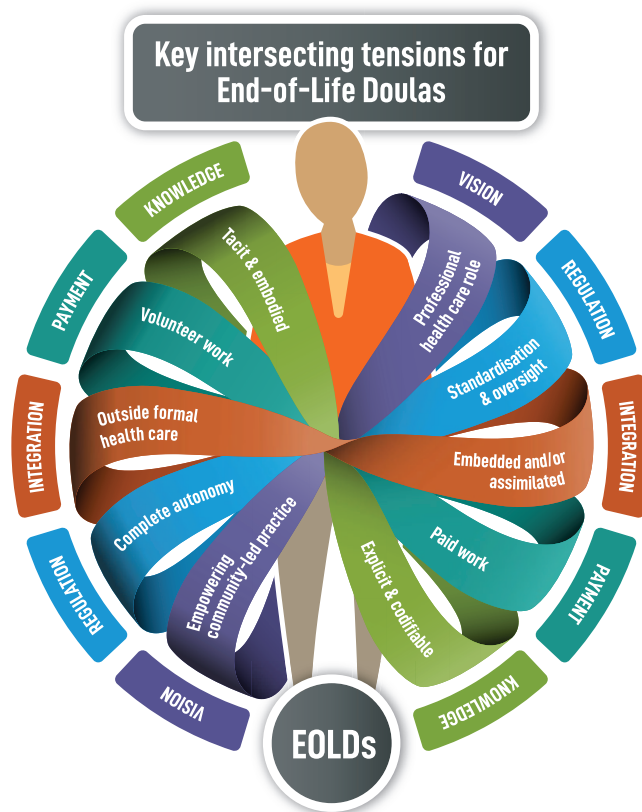 Key intersecting tensions for
End-of-Life Doulas
KNOWLEDGE
VISION
PAYMENT
REGULATION
INTEGRATION
INTEGRATION
REGULATION
PAYMENT
VISION
KNOWLEDGE
Tacit & embodied
Professional
health care role
Volunteer work
Standardisation
& oversight
Outside formal
health care
Embedded and/or
assimilated
Complete autonomy
Paid work
Empowering
community-led practice
Explicit & codifiable
EOLDs